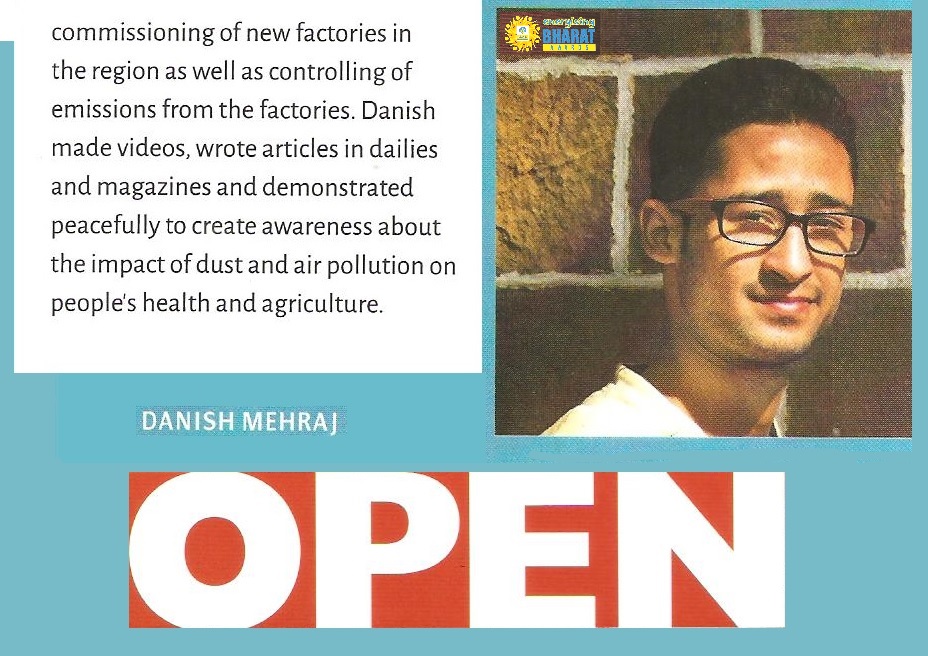 commissioning of new factories in
the region as well as controlling of
emissions from the factories. Danish
made videos, wrote articles in dailies
and magazines and demonstrated
peacefully to create awareness about
the impact of dust and air pollution on
people's health and agriculture.
energising
BHARAT
AWARDS
DANISH MEHRAJ
OPEN